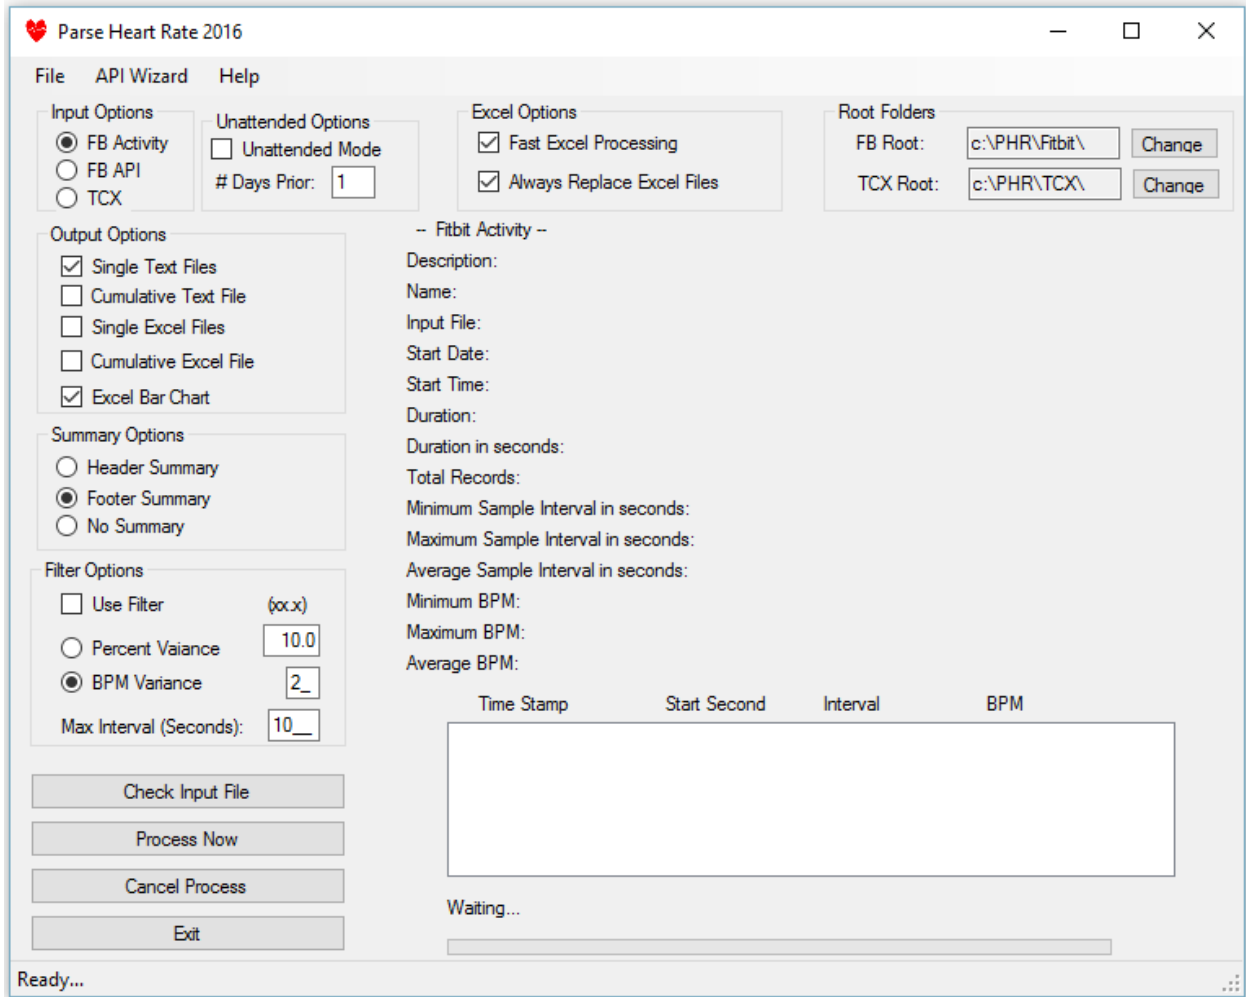 Parse Heart Rate 2016
File API Wizard Help
Input Options
FB Activity
FB API
TCX
Unattended Options
Unattended Mode
# Days Prior: 1
Excel Options
Fast Excel Processing
Always Replace Excel Files
Root Folders
FB Root: c:\PHR\Fitbit\ Change
TCX Root: c:\PHR\TCX\ Change
Output Options
Single Text Files
Cumulative Text File
Single Excel Files
Cumulative Excel File
Excel Bar Chart
Summary Options
Header Summary
Footer Summary
No Summary
Filter Options
Use Filter (xx.x)
Percent Vaiance 10.0
BPM Variance 2_
Max Interval (Seconds): 10__
Check Input File
Process Now
Cancel Process
Exit
-- Fitbit Activity --
Description:
Name:
Input File:
Start Date:
Start Time:
Duration:
Duration in seconds:
Total Records:
Minimum Sample Interval in seconds:
Maximum Sample Interval in seconds:
Average Sample Interval in seconds:
Minimum BPM:
Maximum BPM:
Average BPM:
Time Stamp Start Second Interval BPM
Waiting...
Ready...